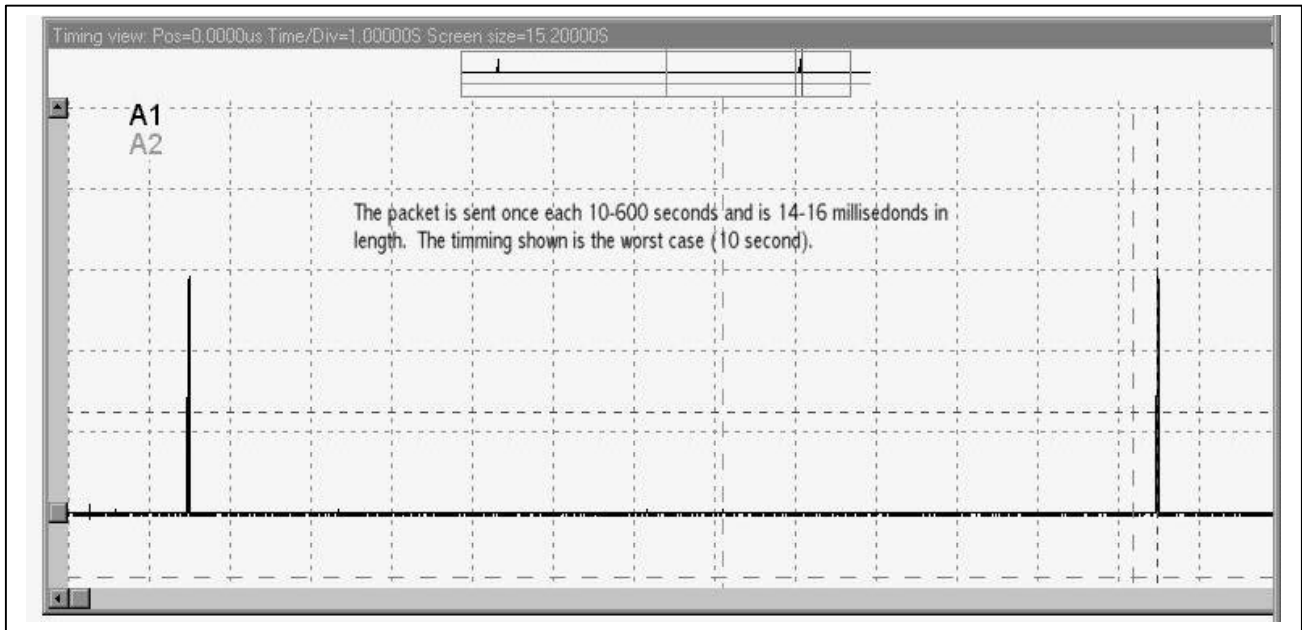 Timing view: Pos=0.0000us Time/Div=1.00000S Screen size=15.20000S
A1
A2
The packet is sent once each 10-600 seconds and is 14-16 millisedonds in
length. The timming shown is the worst case (10 second).